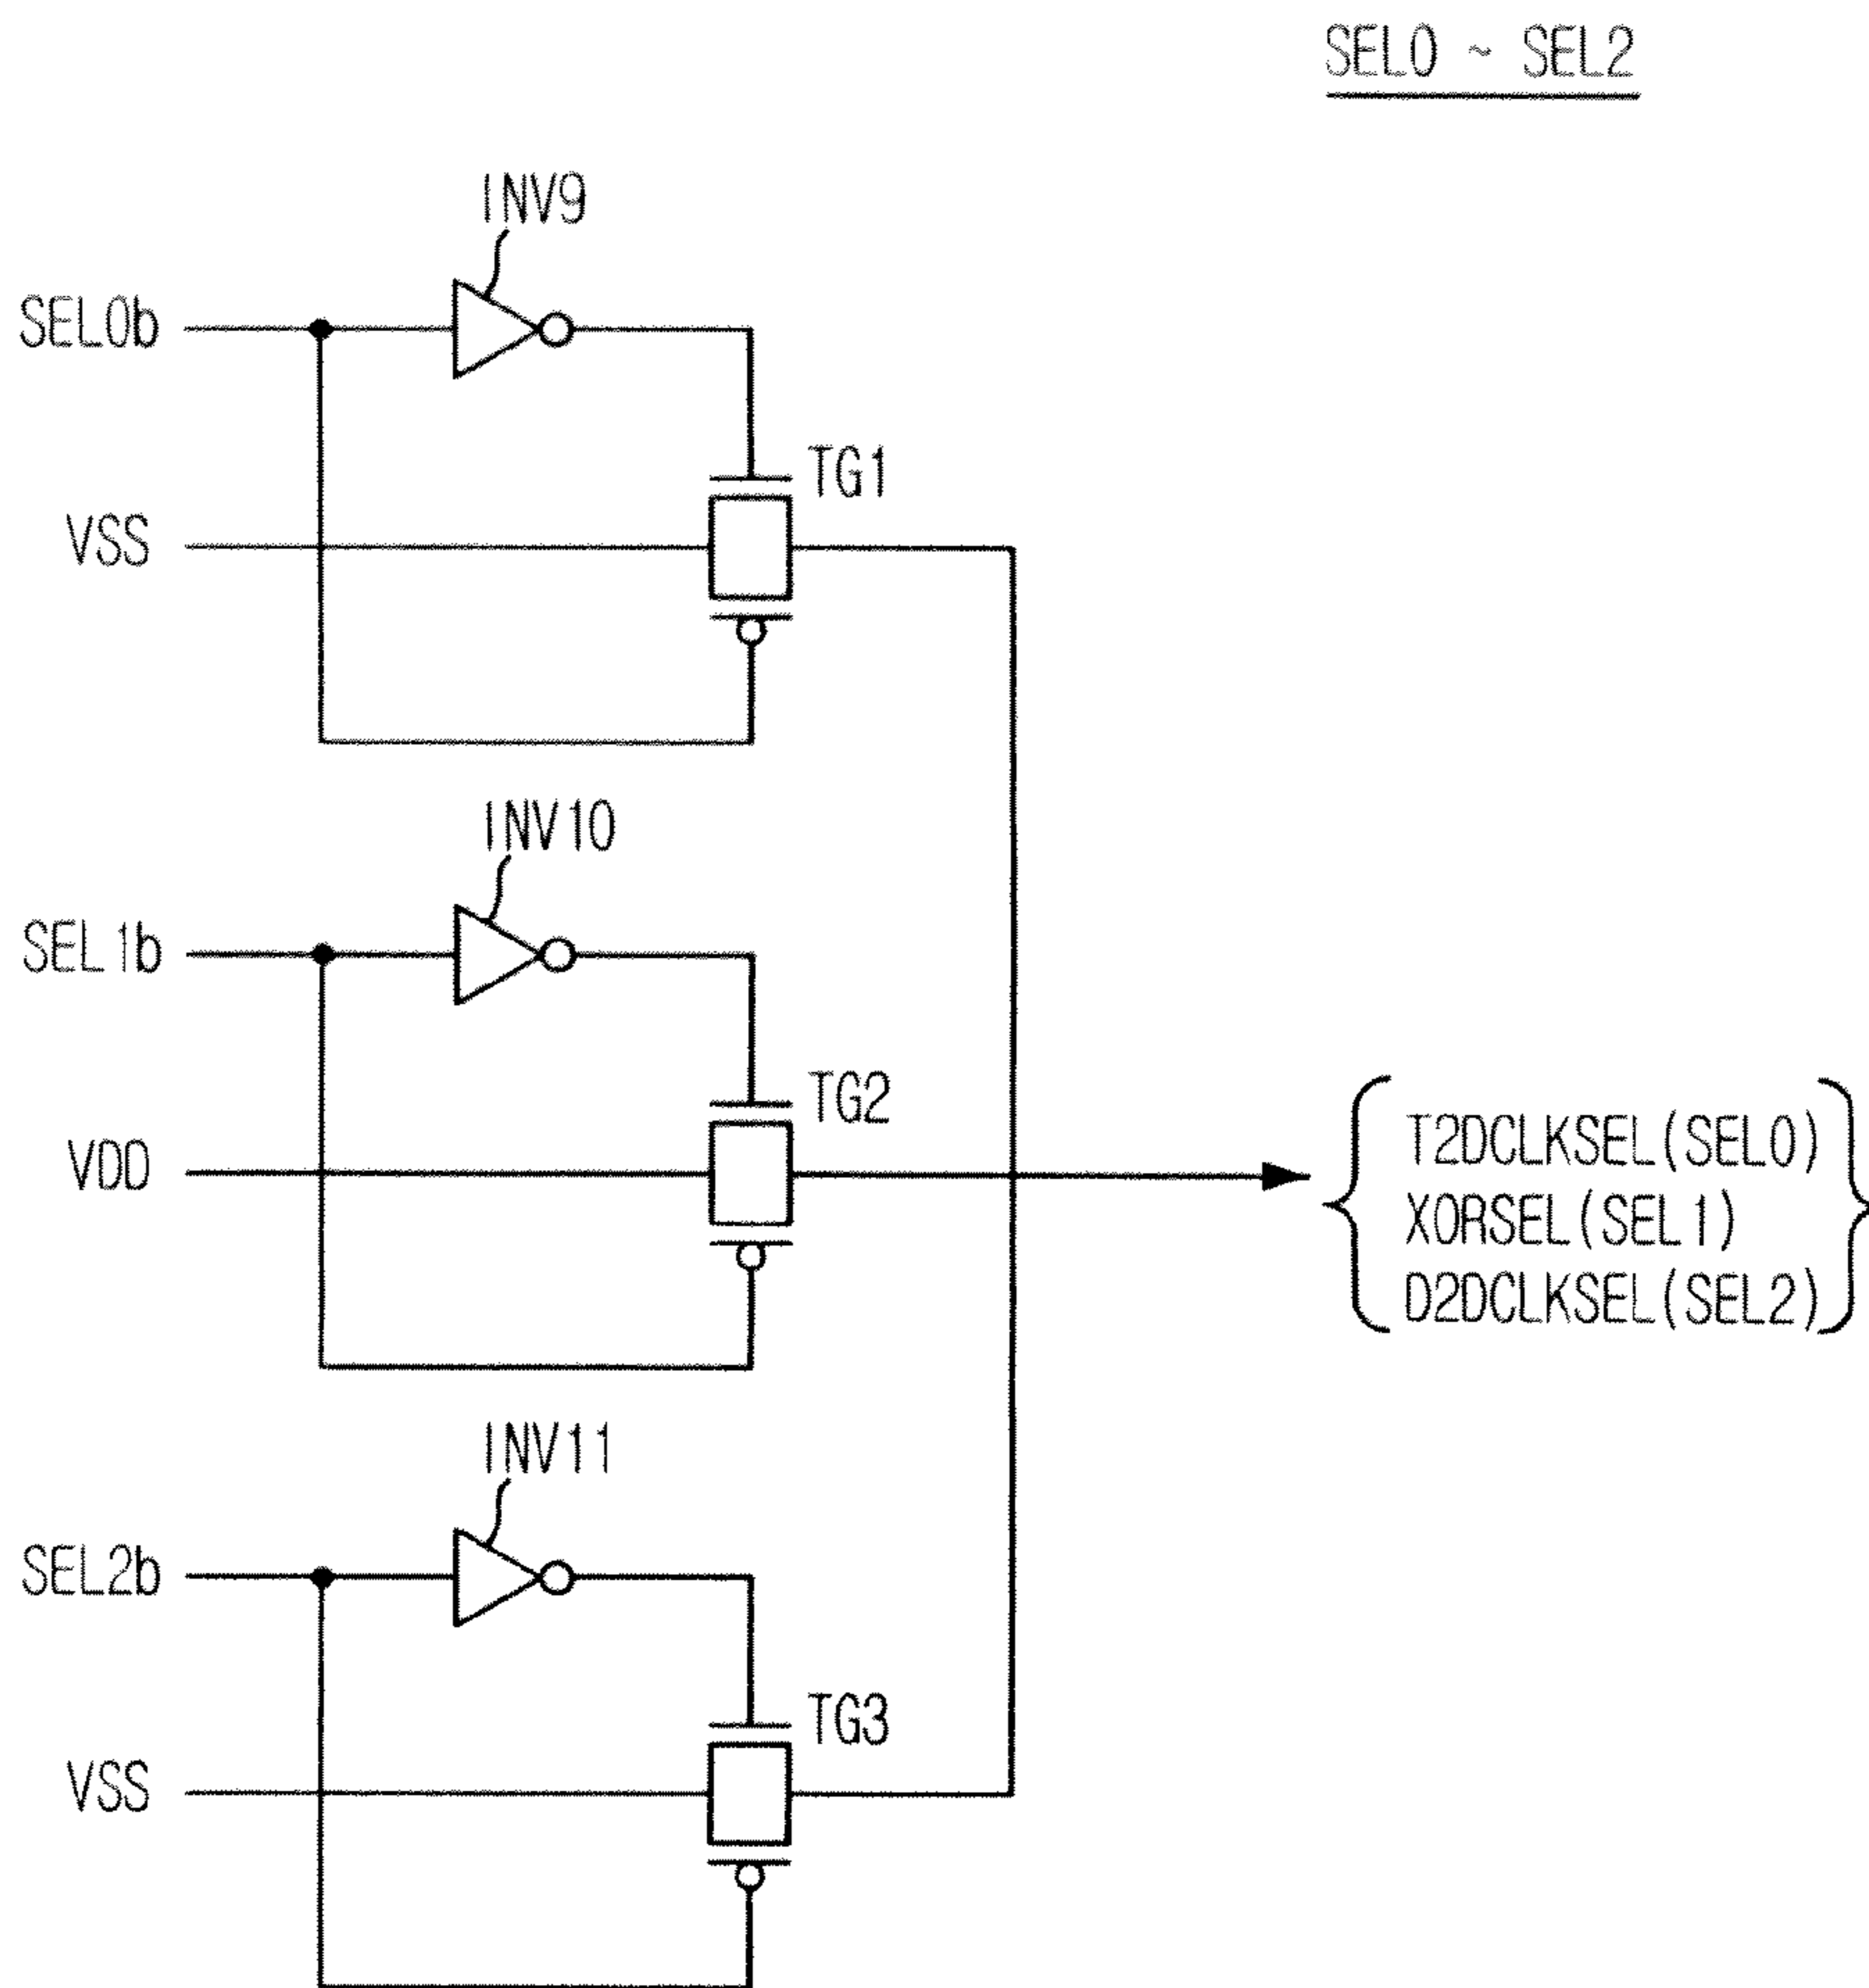 SEL0 ~ SEL2
INV9
SEL0b
TG1
VSS
INV10
SEL1b
TG2
VDD
T2DCLKSEL(SEL0)
XORSEL(SEL1)
D2DCLKSEL(SEL2)
INV11
SEL2b
TG3
VSS